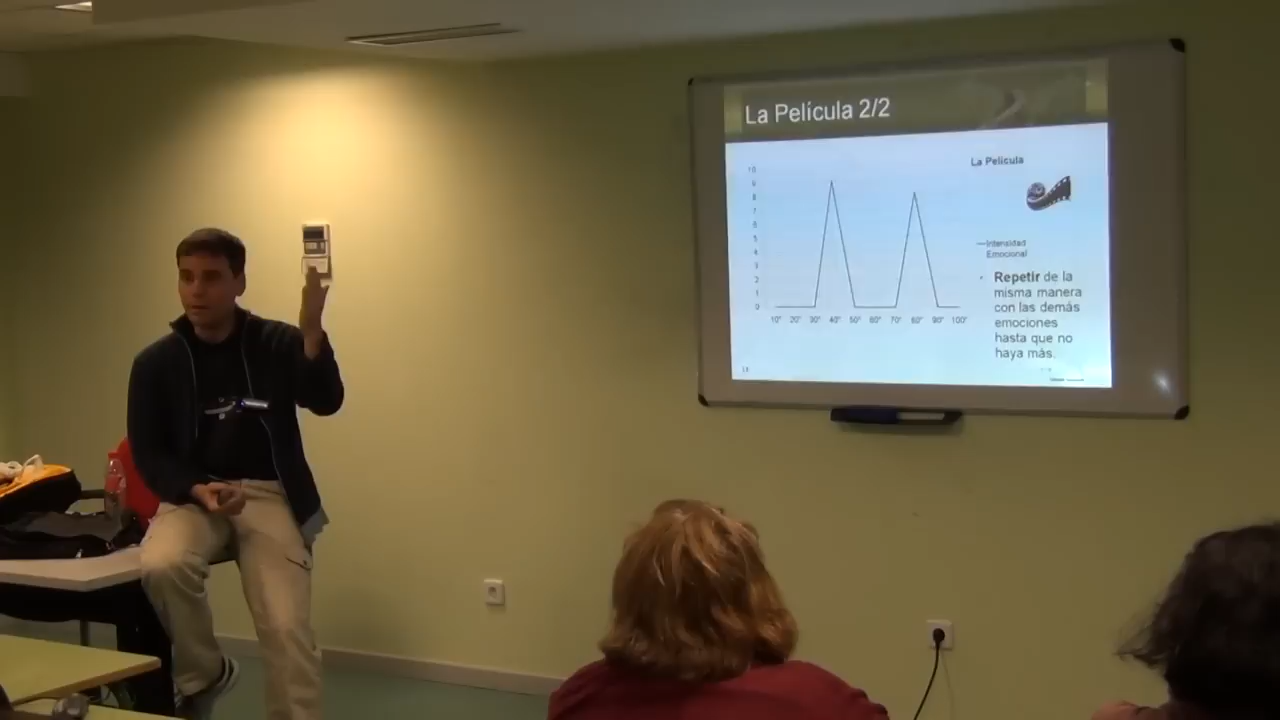 La Película 2/2
La Película
10
9
8
7
6
5
4
3
2
1
0
10" 20" 30" 40" 50" 60" 70" 80" 90" 100"
Intensidad
Emocional
Repetir de la
misma manera
con las demás
emociones
hasta que no
haya más.